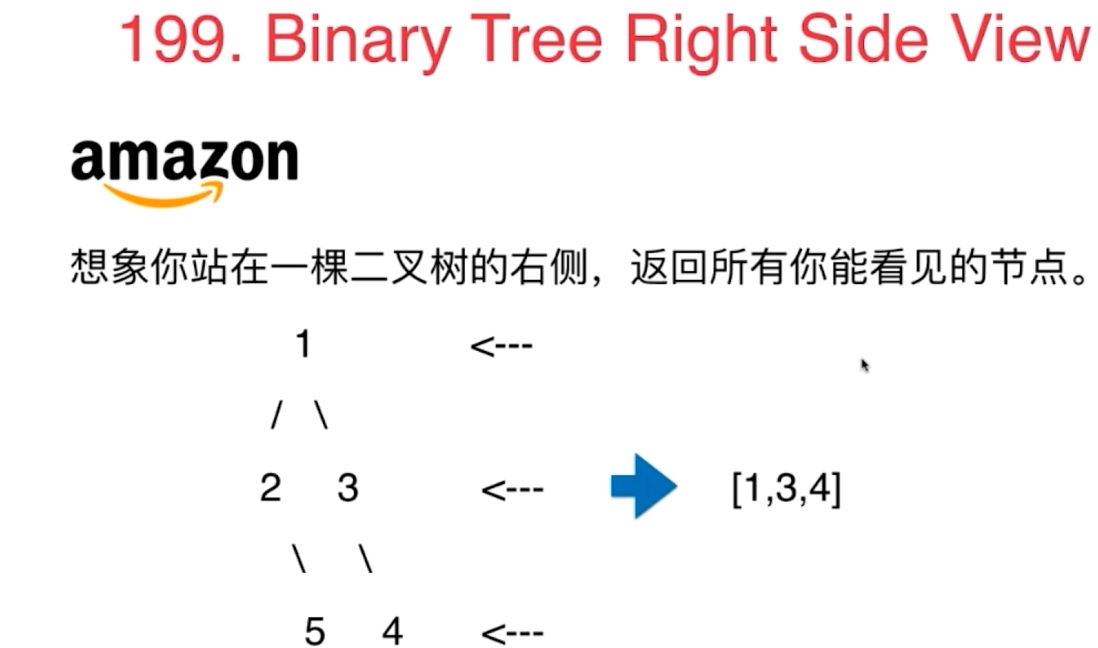 199. Binary Tree Right Side View
amazon
想象你站在一棵二叉树的右侧，返回所有你能看见的节点。
1 <---
/ \
2 3 <--- [1,3,4]
\ \
5 4 <---